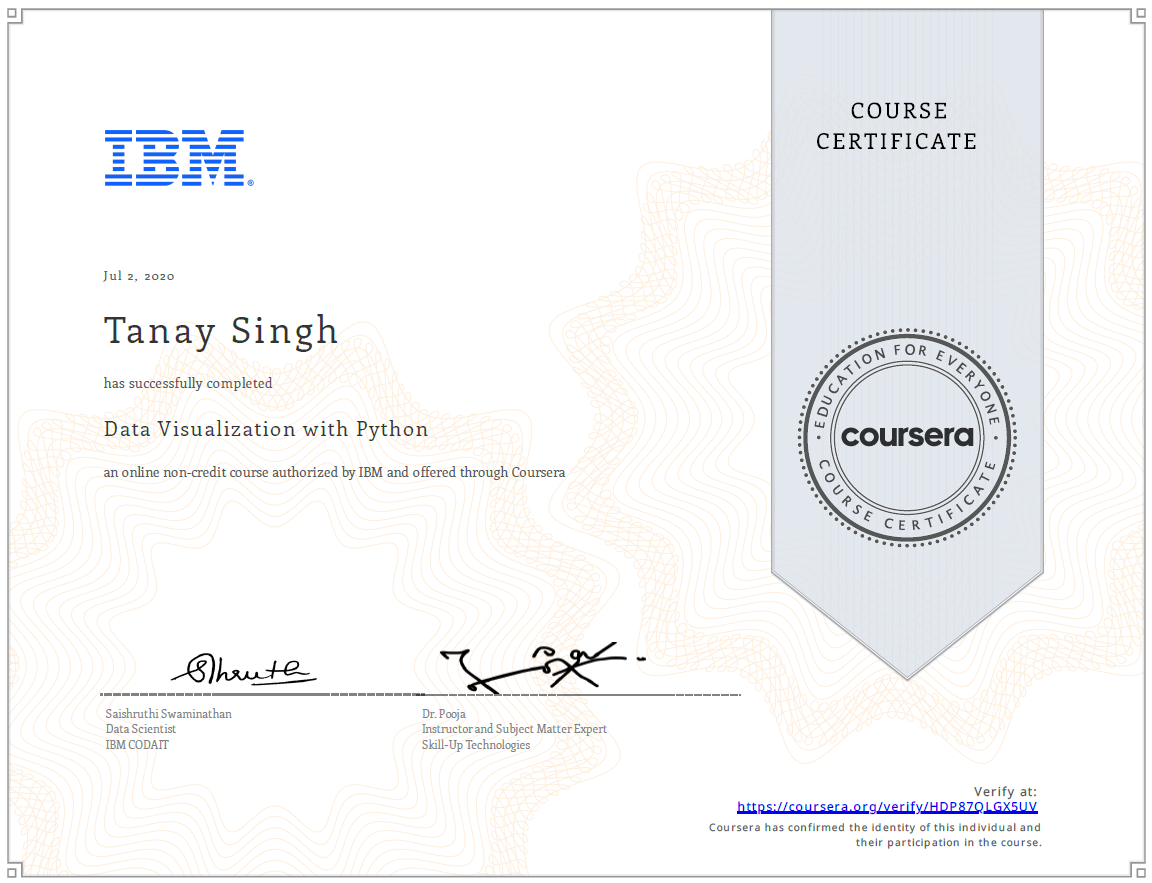 COURSE
CERTIFICATE
IBM®
Jul 2, 2020
Tanay Singh
has successfully completed
Data Visualization with Python
an online non-credit course authorized by IBM and offered through Coursera
EDUCATION FOR EVERYONE
coursera
COURSE CERTIFICATE
Saishruthi Swaminathan
Data Scientist
IBM CODAIT
Dr. Pooja
Instructor and Subject Matter Expert
Skill-Up Technologies
Verify at:
https://coursera.org/verify/HDP87QLGX5UV
Coursera has confirmed the identity of this individual and
their participation in the course.